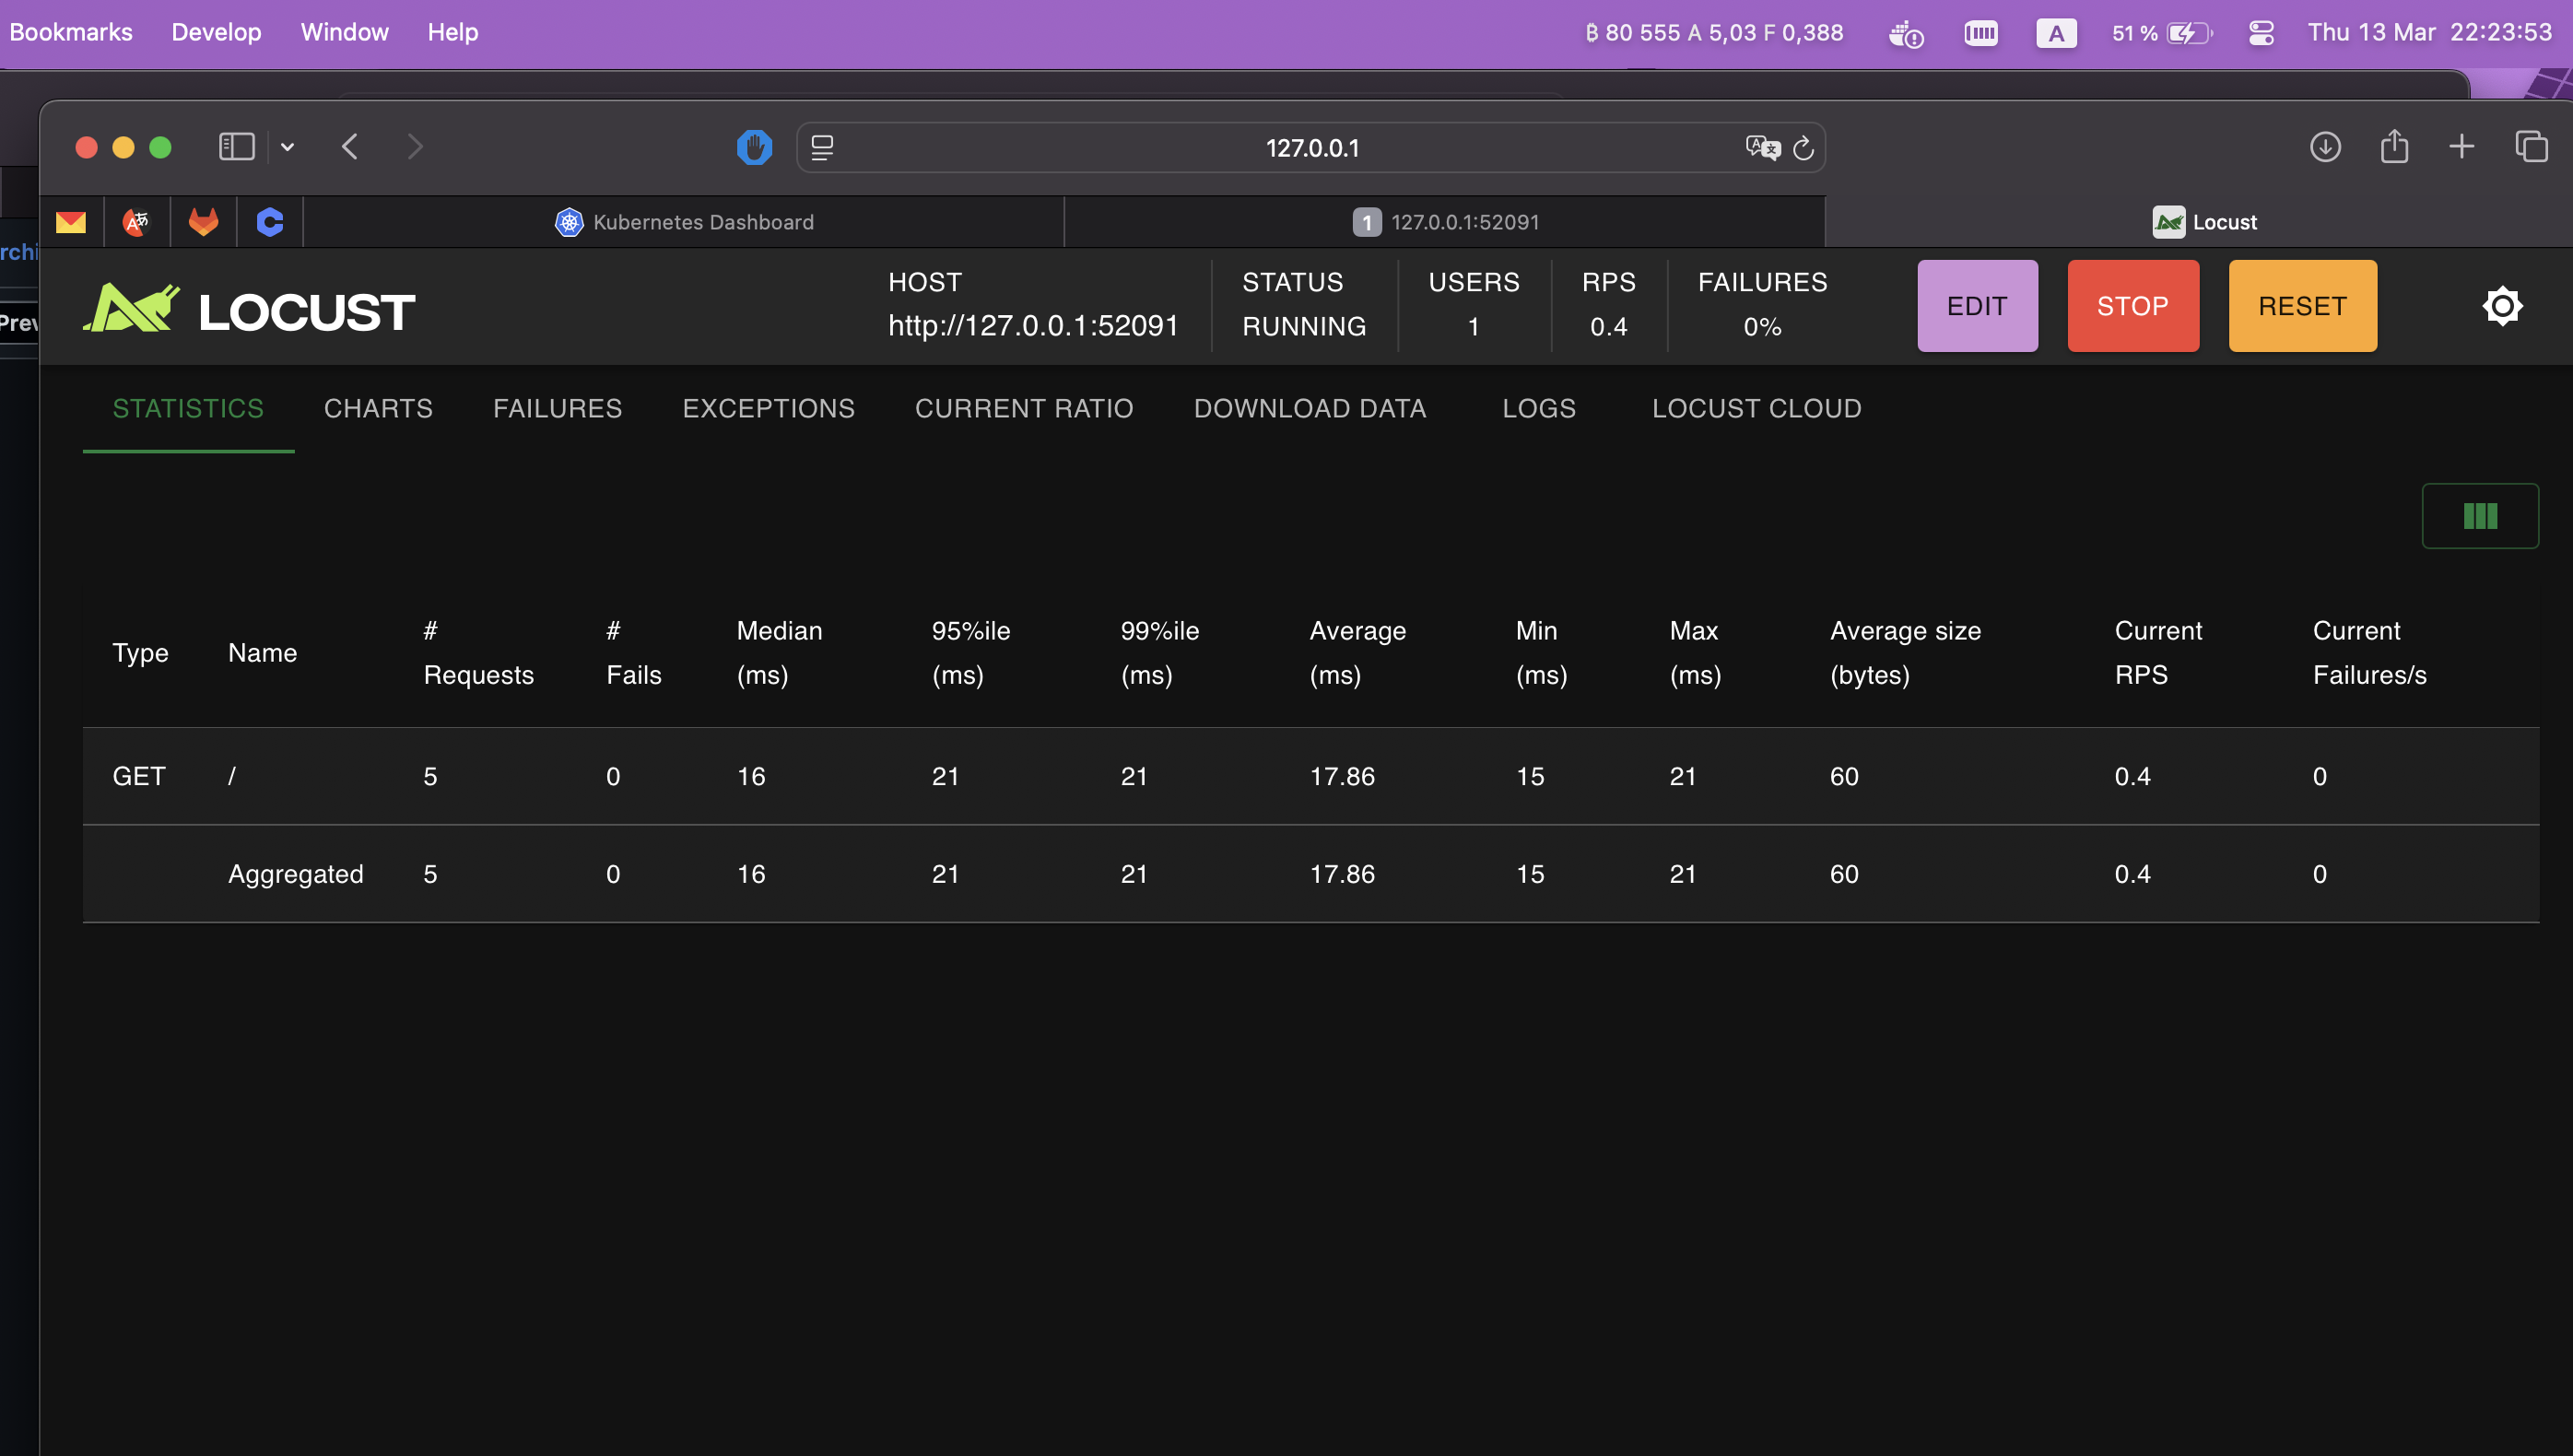 Bookmarks Develop Window Help ₿ 80 555 A 5,03 F 0,388 A 51 % Thu 13 Mar 22:23:53
127.0.0.1
Kubernetes Dashboard 1 127.0.0.1:52091 Locust
rchi
Prev
LOCUST
HOST STATUS USERS RPS FAILURES
http://127.0.0.1:52091 RUNNING 1 0.4 0%
EDIT STOP RESET
STATISTICS CHARTS FAILURES EXCEPTIONS CURRENT RATIO DOWNLOAD DATA LOGS LOCUST CLOUD
Type Name # Requests # Fails Median (ms) 95%ile (ms) 99%ile (ms) Average (ms) Min (ms) Max (ms) Average size (bytes) Current RPS Current Failures/s
GET / 5 0 16 21 21 17.86 15 21 60 0.4 0
Aggregated 5 0 16 21 21 17.86 15 21 60 0.4 0